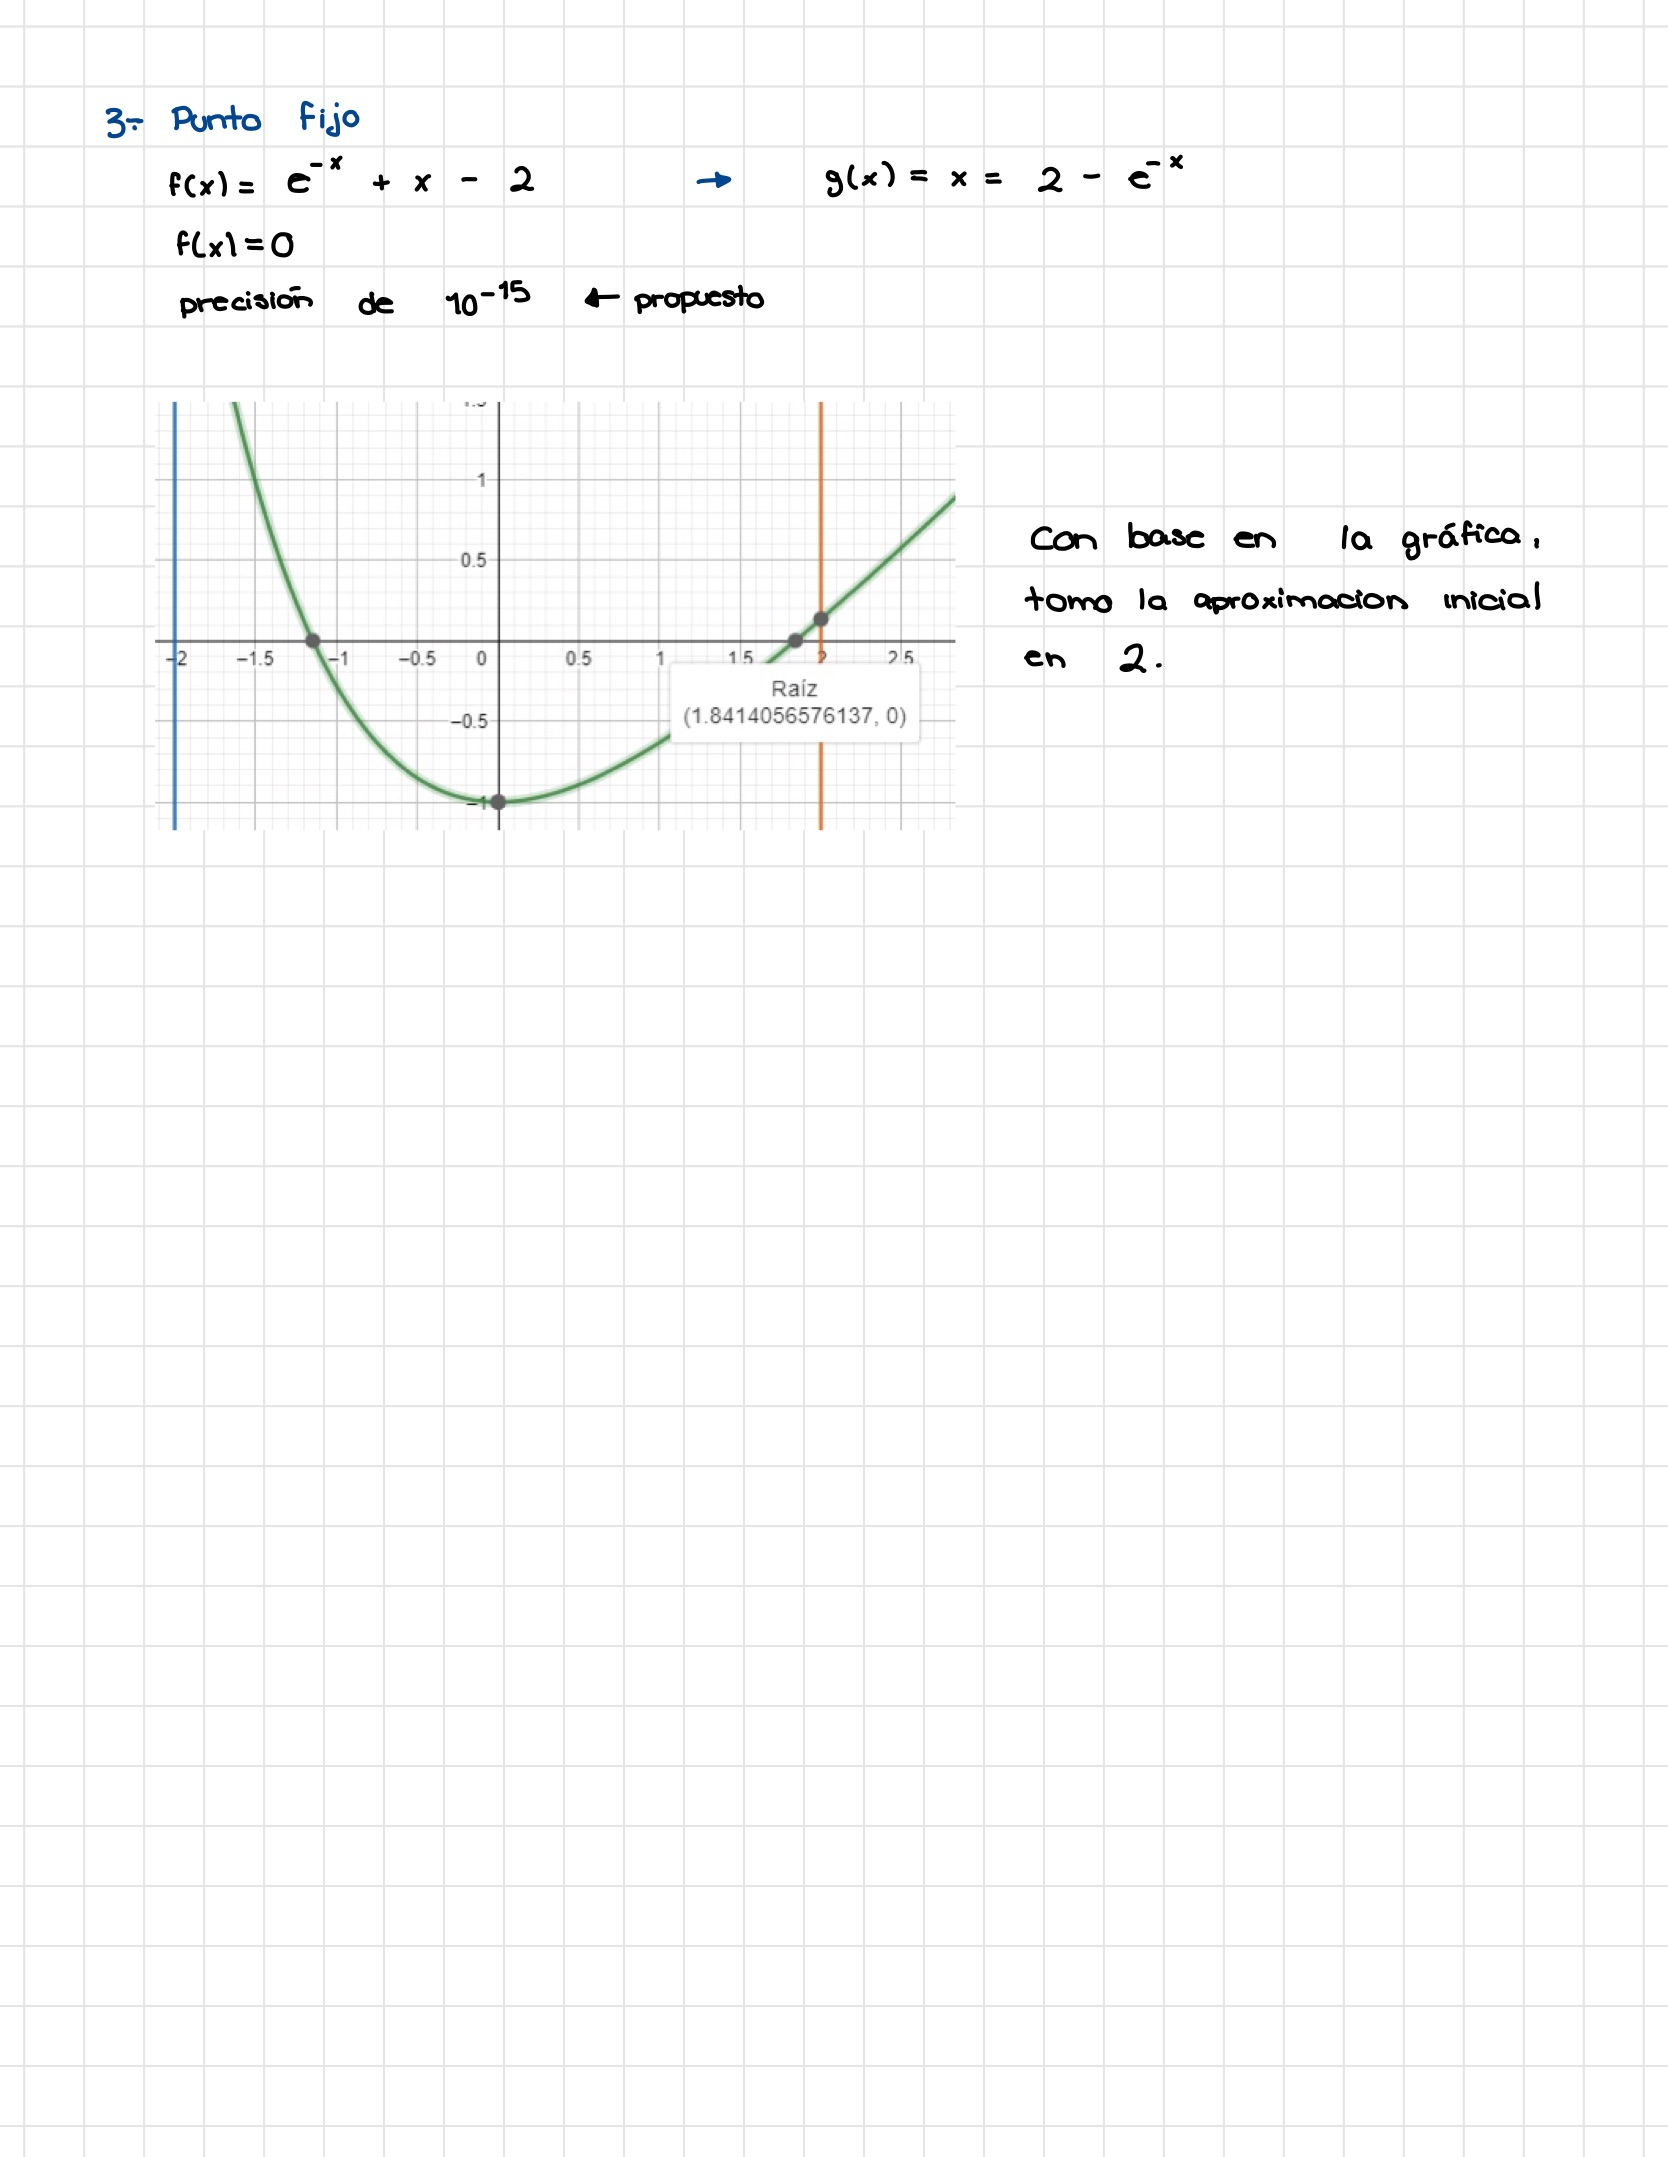 3.- Punto fijo
f(x) = e^-x + x - 2 → g(x) = x = 2 - e^-x
f(x) = 0
precisión de 10^-15 ← propuesto
1
0.5
-2 -1.5 -1 -0.5 0 0.5 1 1.5 2 2.5
-0.5
-1
Raíz
(1.8414056576137, 0)
Con base en la gráfica,
tomo la aproximacion inicial
en 2.